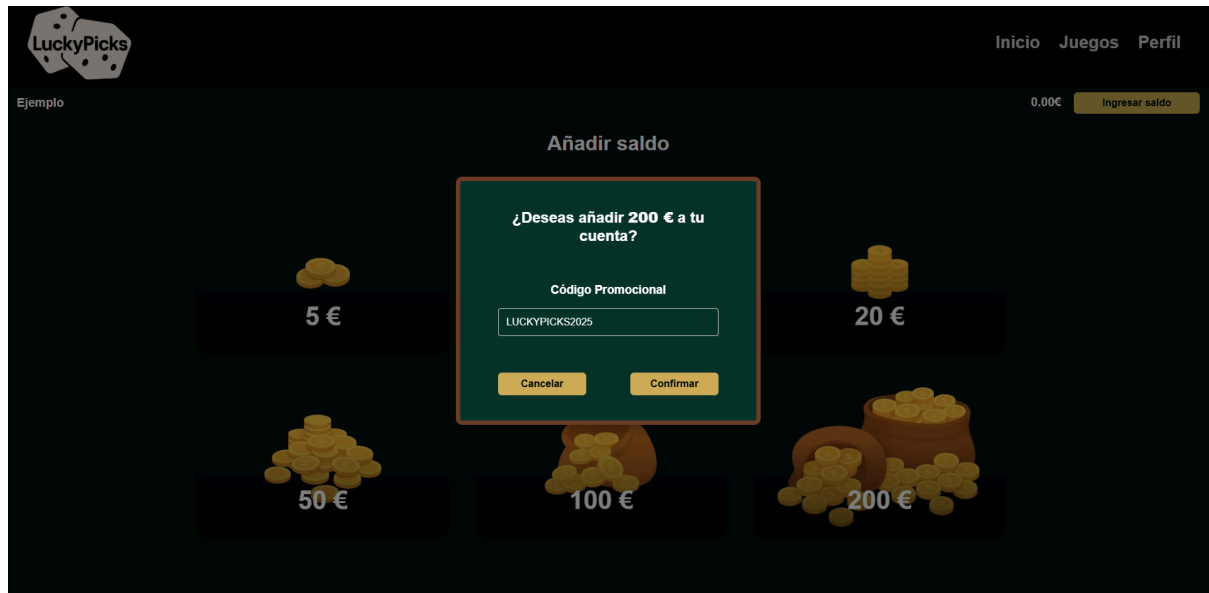 LuckyPicks
Inicio Juegos Perfil
Ejemplo
0.00€ Ingresar saldo
Añadir saldo
¿Deseas añadir 200 € a tu
cuenta?
Código Promocional
LUCKYPICKS2025
Cancelar Confirmar
5 €
20 €
50 €
100 €
200 €